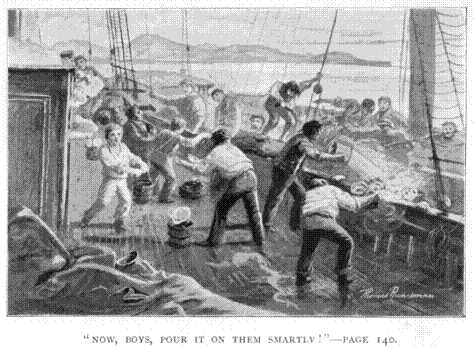 "NOW, BOYS, POUR IT ON THEM SMARTLY!"—PAGE 140.